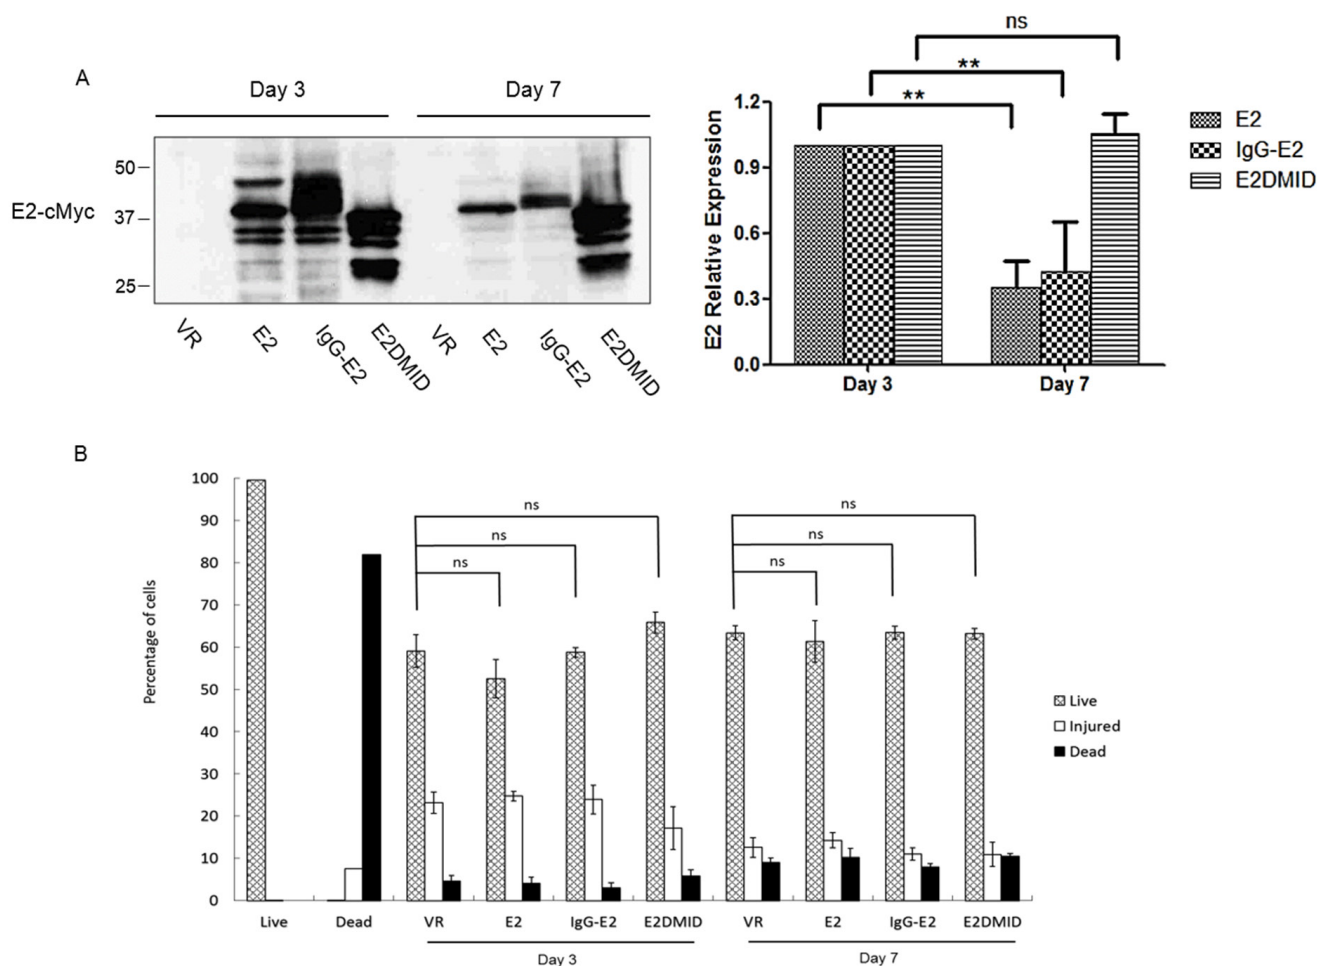 A
Day 3
Day 7
50
E2-cMyc
37
25
VR
E2
IgG-E2
E2DMID
VR
E2
IgG-E2
E2DMID
ns
**
**
E2 Relative Expression
1.2
0.9
0.6
0.3
0.0
Day 3
Day 7
E2
IgG-E2
E2DMID
B
Percentage of cells
100
90
80
70
60
50
40
30
20
10
0
ns
ns
ns
ns
ns
ns
Live
Injured
Dead
Live Dead VR E2 IgG-E2 E2DMID VR E2 IgG-E2 E2DMID
Day 3 Day 7